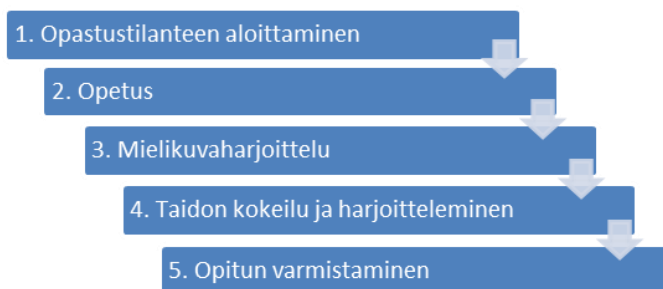 1. Opastustilanteen aloittaminen
2. Opetus
3. Mielikuvaharjoittelu
4. Taidon kokeilu ja harjoitteleminen
5. Opitun varmistaminen